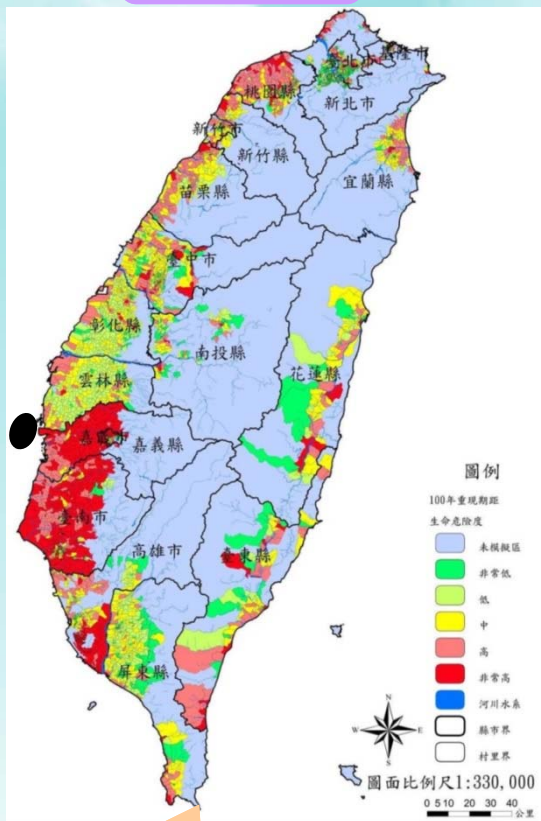 基隆市
臺北市
桃園縣
新北市
新竹市
新竹縣
宜蘭縣
苗栗縣
臺中市
彰化縣
南投縣
花蓮縣
雲林縣
嘉義市
嘉義縣
臺南市
高雄市
臺東縣
屏東縣
圖例
100年重現期距
生命危險度
未模擬區
非常低
低
中
高
非常高
河川水系
縣市界
村里界
N
W
E
S
圖面比例尺1:330,000
0 5 10 20 30 40
公里